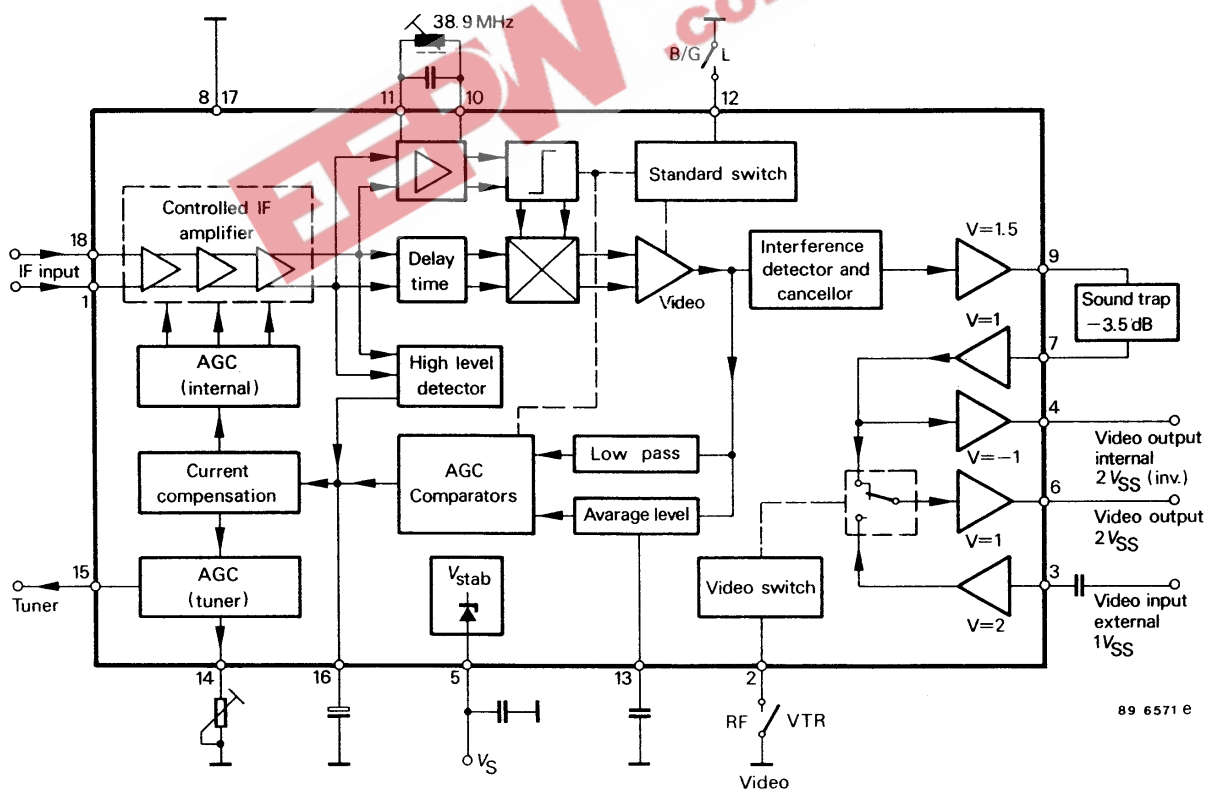 38.9 MHz
EEPW
.co
B/G L
8 17
11
10
12
Standard switch
Controlled IF
amplifier
18
IF input
1
Delay
time
Video
Interference
detector and
cancellor
V=1.5
9
Sound trap
−3.5 dB
V=1
7
AGC
(internal)
High level
detector
4
Video output
internal
2 VSS (inv.)
V=−1
Low pass
AGC
Comparators
Current
compensation
Avarage level
6
Video output
2 VSS
V=1
15
Tuner
AGC
(tuner)
Vstab
Video switch
3
Video input
external
1 VSS
V=2
14
16
5
13
2
RF VTR
VS
Video
89 6571 e